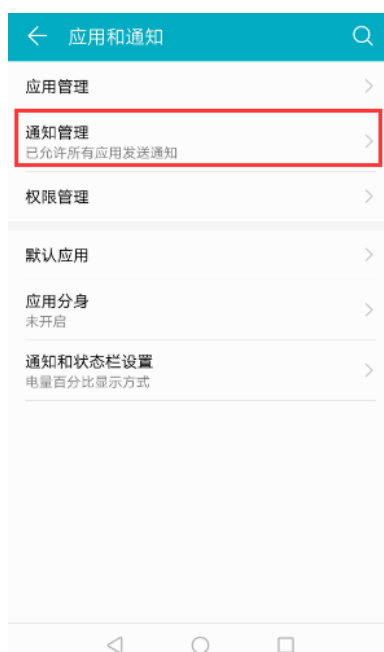 应用和通知
应用管理
通知管理
已允许所有应用发送通知
权限管理
默认应用
应用分身
未开启
通知和状态栏设置
电量百分比显示方式